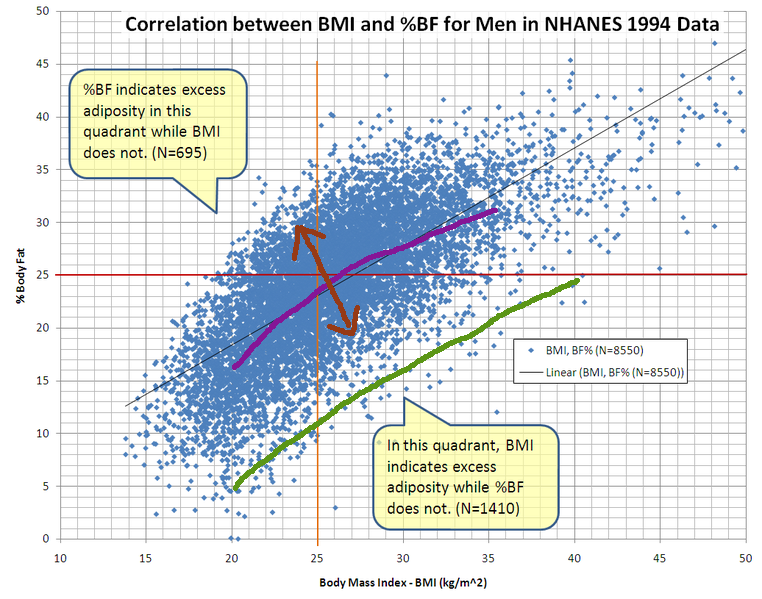 Correlation between BMI and %BF for Men in NHANES 1994 Data
50
45
40
35
30
25
20
15
10
5
0
% Body Fat
%BF indicates excess
adiposity in this
quadrant while BMI
does not. (N=695)
BMI, BF% (N=8550)
Linear (BMI, BF% (N=8550))
In this quadrant, BMI
indicates excess
adiposity while %BF
does not. (N=1410)
10 15 20 25 30 35 40 45 50
Body Mass Index - BMI (kg/m^2)